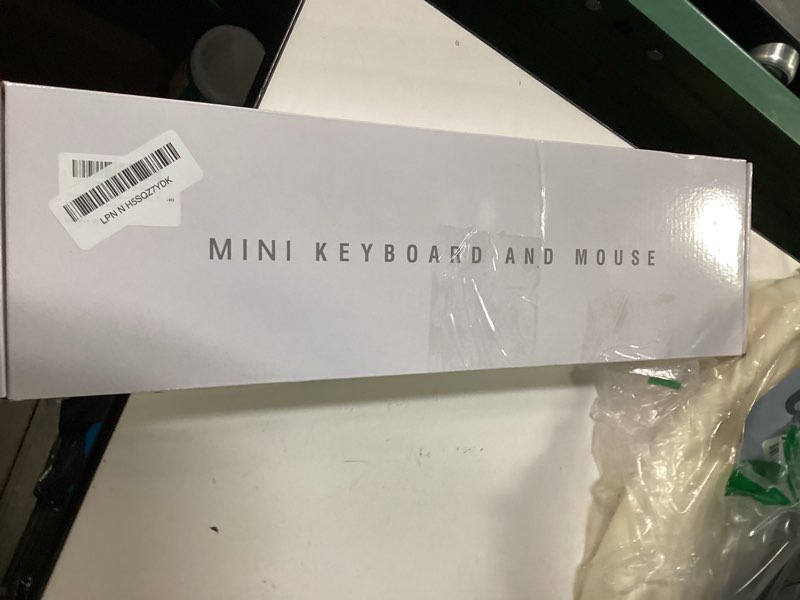 LPN N H5SQZ7YDK
MINI KEYBOARD AND MOUSE